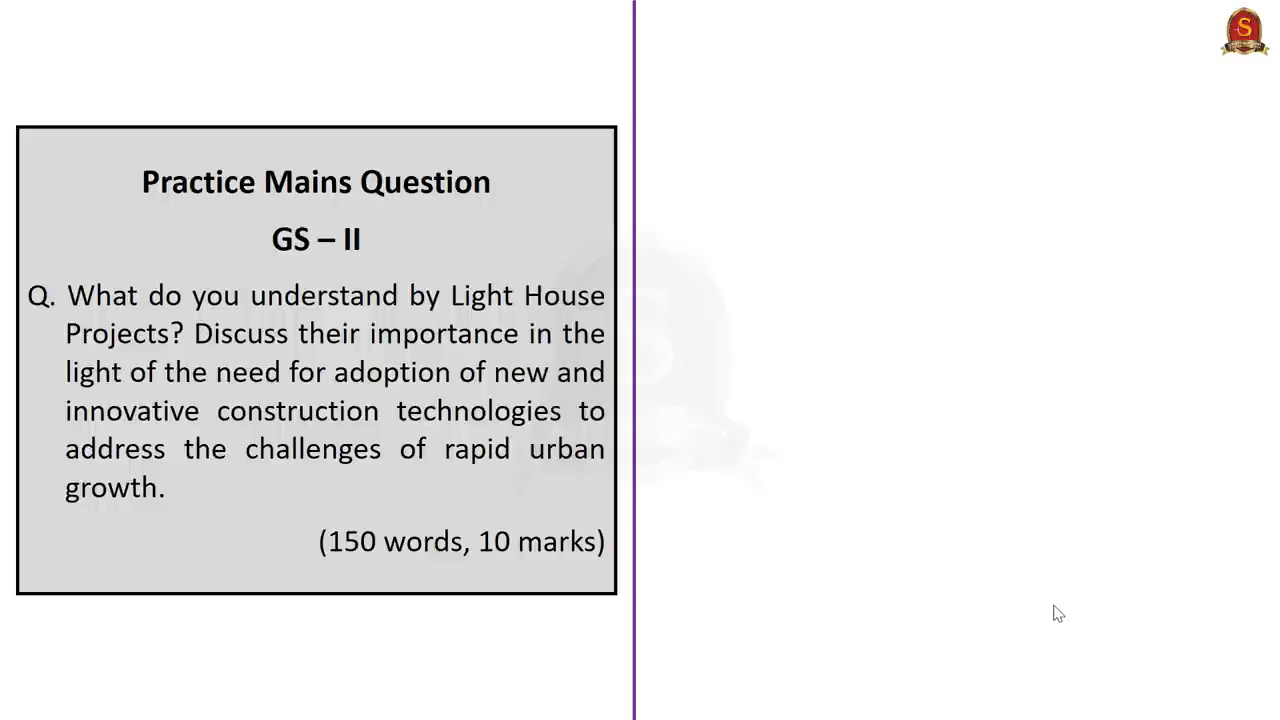 Practice Mains Question
GS – II
Q. What do you understand by Light House
Projects? Discuss their importance in the
light of the need for adoption of new and
innovative construction technologies to
address the challenges of rapid urban
growth.
(150 words, 10 marks)
S